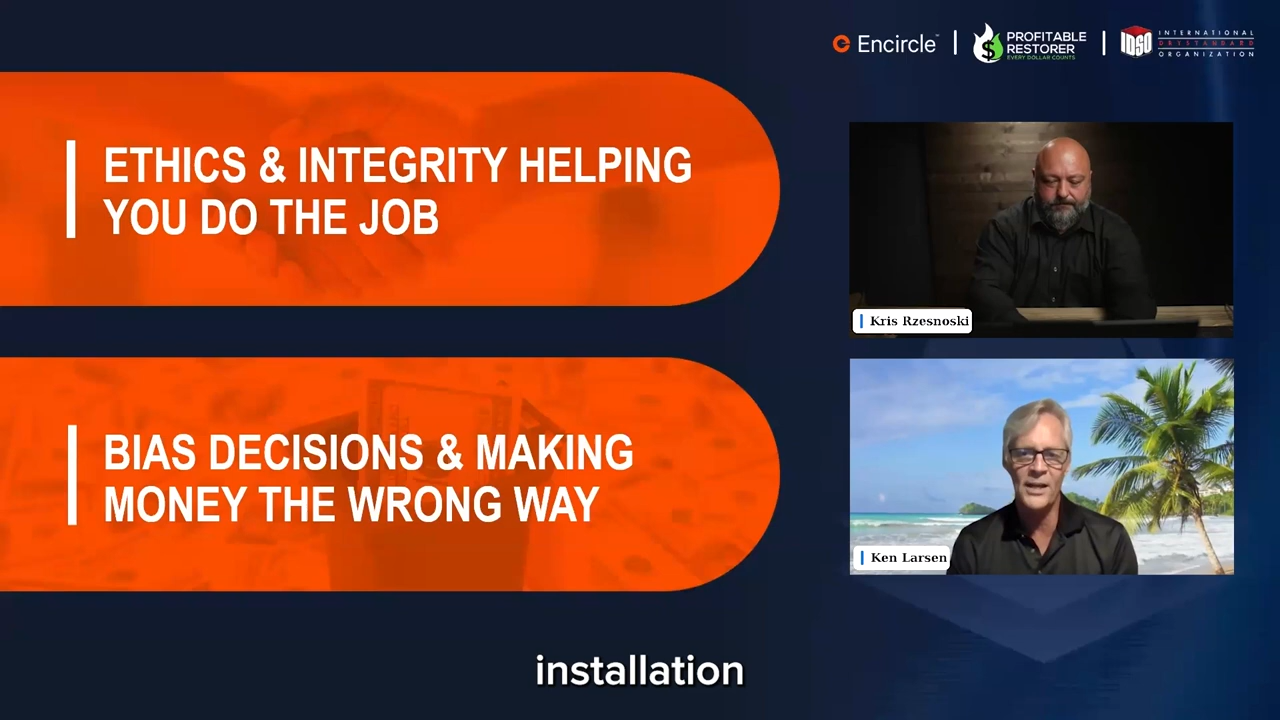 Encircle
PROFITABLE
RESTORER
EVERY DOLLAR COUNTS
IDSO
INTERNATIONAL
DRYSTANDARD
ORGANIZATION
ETHICS & INTEGRITY HELPING
YOU DO THE JOB
Kris Rzesnoski
BIAS DECISIONS & MAKING
MONEY THE WRONG WAY
Ken Larsen
installation